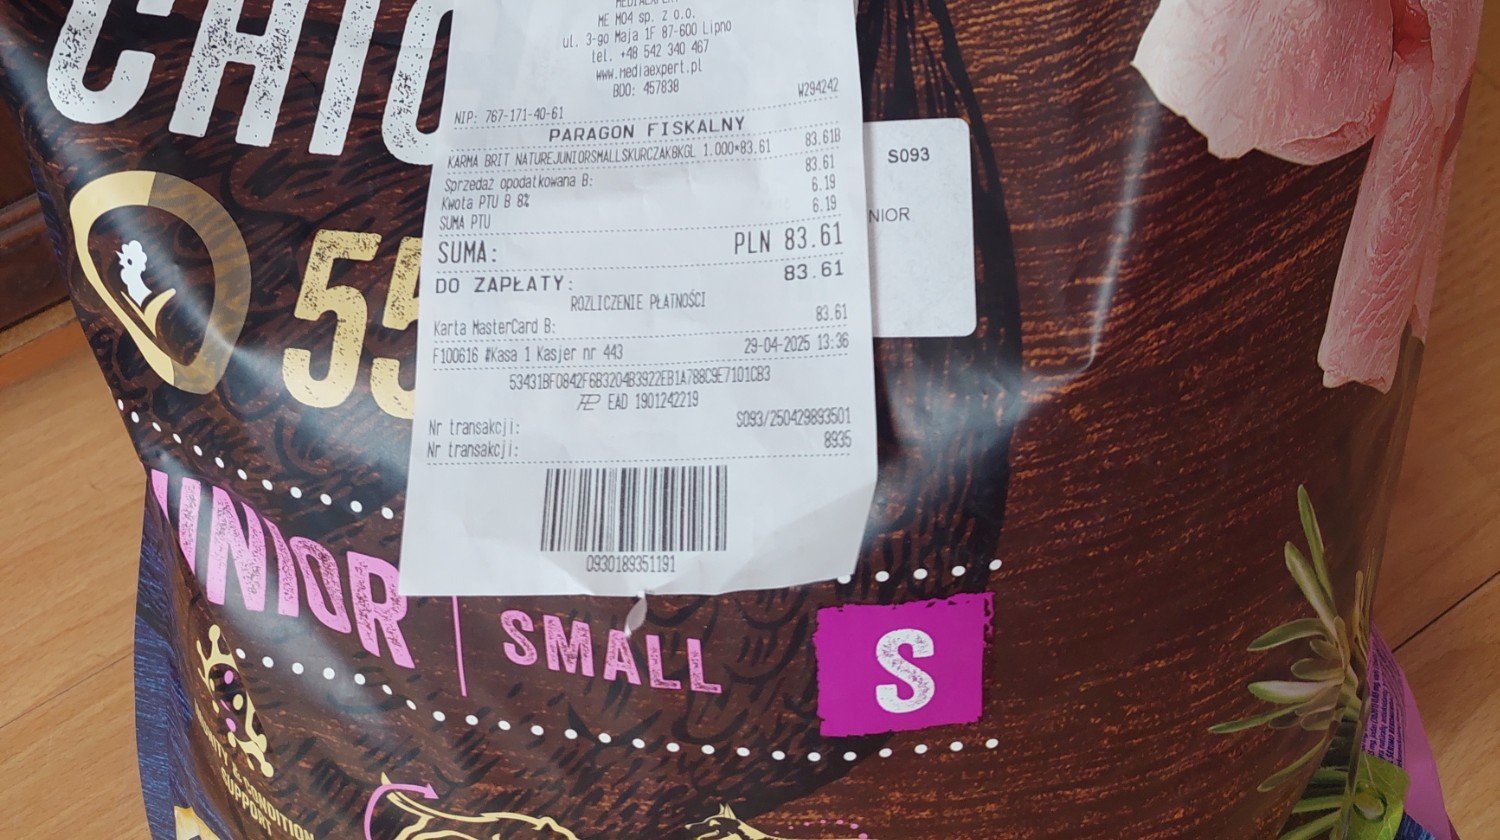 CHIC
ME MO4 sp. z o.o.
ul. 3-go Maja 1F 87-600 Lipno
tel. +48 542 340 467
www.mediaexpert.pl
BDO: 457838
NIP: 767-171-40-61 W294242
PARAGON FISKALNY
KARMA BRIT NATUREJUNIORSMALLSKURCZAK8KGL 1.000*83.61 83.61B
Sprzedaż opodatkowana B: 83.61
Kwota PTU B 8% 6.19
SUMA PTU 6.19
SUMA: PLN 83.61
DO ZAPŁATY: 83.61
ROZLICZENIE PŁATNOŚCI
Karta MasterCard B: 83.61
F100616 #Kasa 1 Kasjer nr 443 29-04-2025 13:36
53431BF0842F6B3204B3922EB1A788C9E7101CB3
EAD 1901242219
Nr transakcji: S093/250429893501
Nr transakcji: 8935
0930189351191
S093
NIOR
55
UNIOR
SMALL
S
& CONDITION
SUPPORT